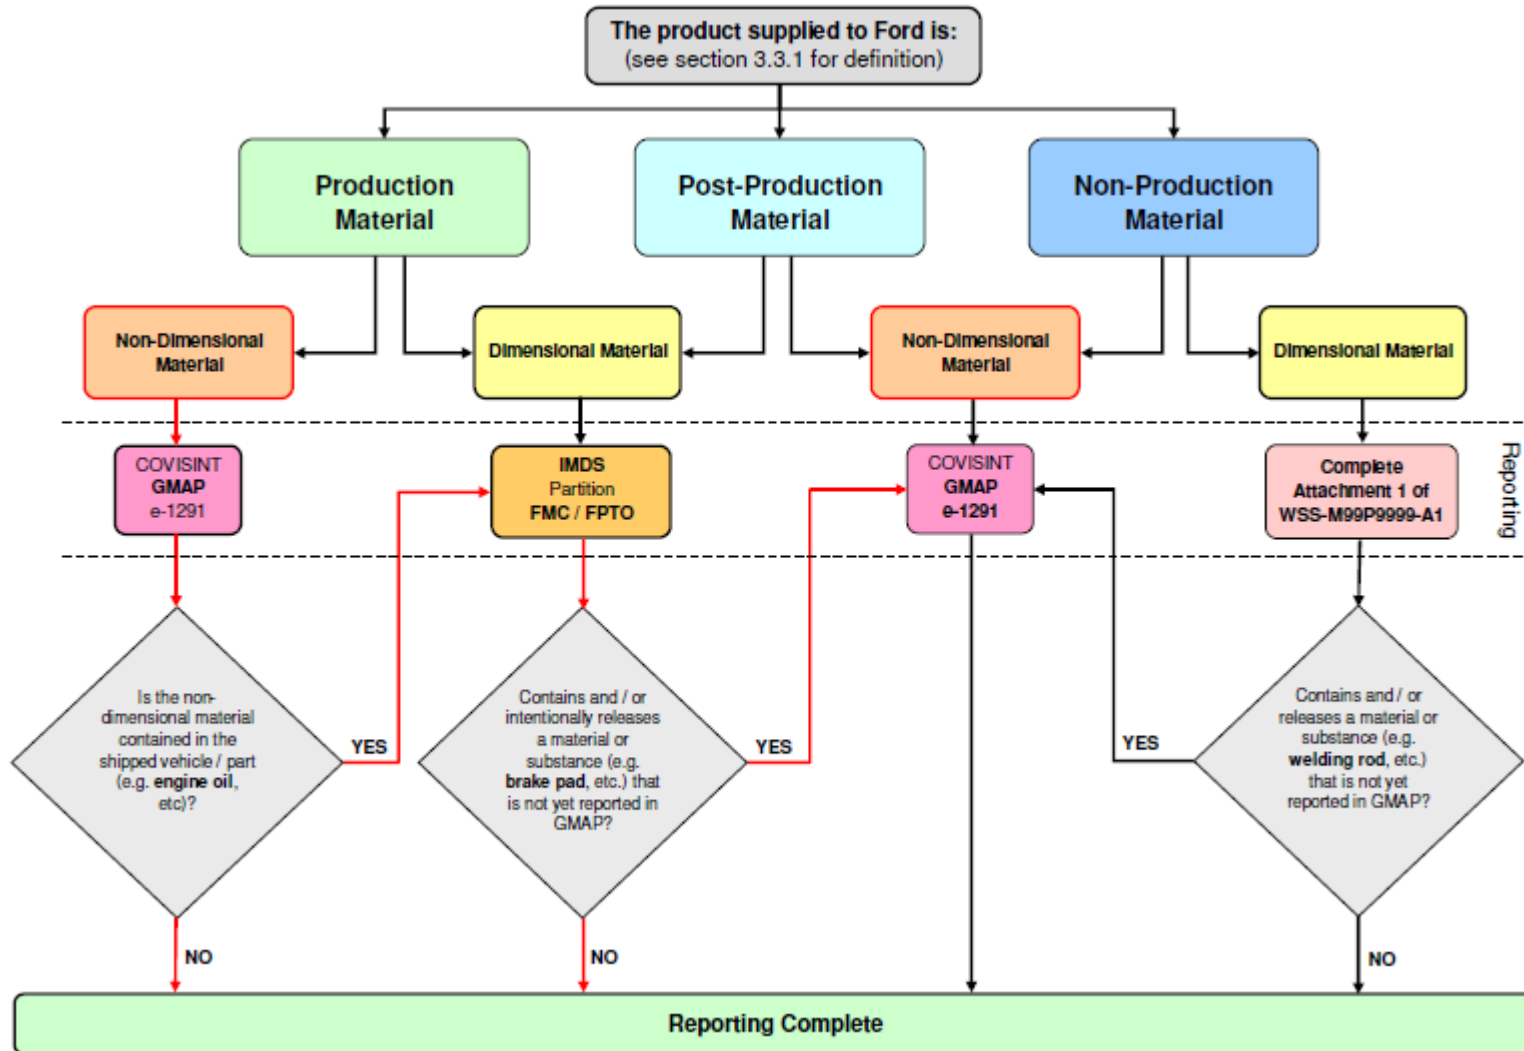 The product supplied to Ford is:
(see section 3.3.1 for definition)
Production
Material
Post-Production
Material
Non-Production
Material
Non-Dimensional
Material
Dimensional Material
Non-Dimensional
Material
Dimensional Material
COVISINT
GMAP
e-1291
IMDS
Partition
FMC / FPTO
COVISINT
GMAP
e-1291
Complete
Attachment 1 of
WSS-M99P9999-A1
Reporting
Is the non-
dimensional material
contained in the
shipped vehicle / part
(e.g. engine oil,
etc)?
YES
NO
Contains and / or
intentionally releases
a material or
substance (e.g.
brake pad, etc.) that
is not yet reported in
GMAP?
YES
NO
Contains and / or
releases a material or
substance (e.g.
welding rod, etc.)
that is not yet
reported in GMAP?
YES
NO
Reporting Complete